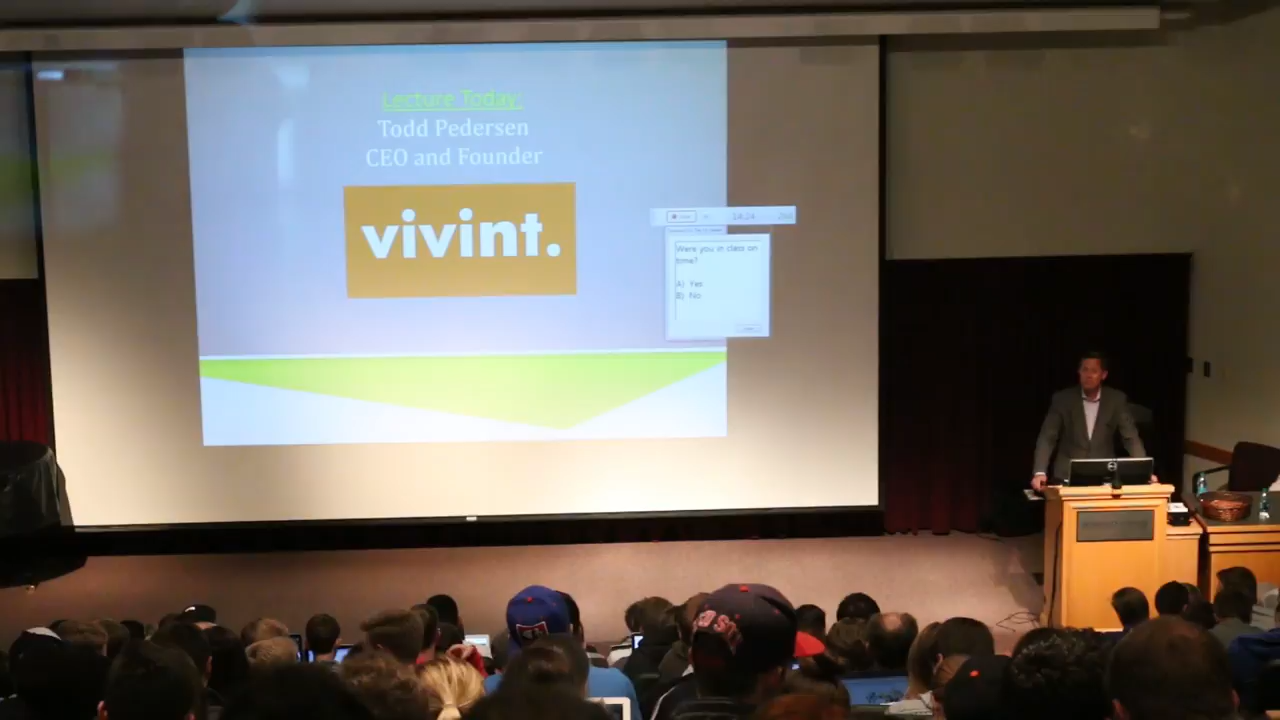 Lecture Today:
Todd Pedersen
CEO and Founder
vivint.
Were you in class on
time?
A) Yes
B) No